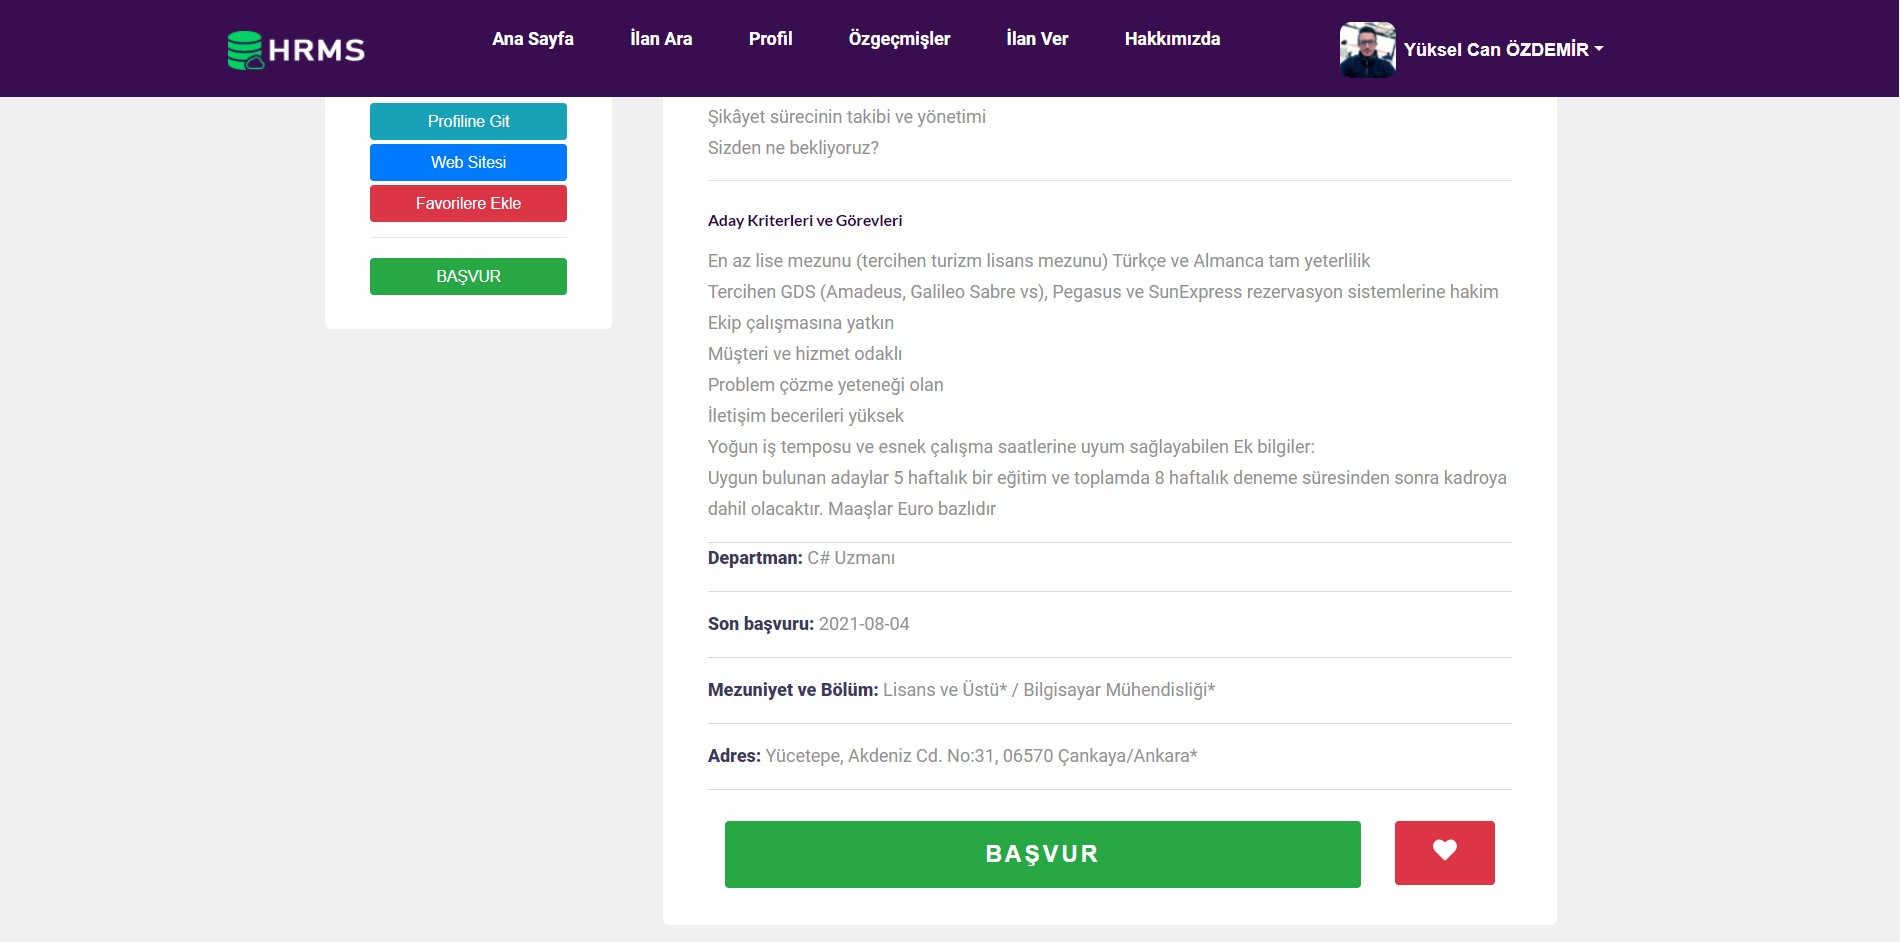 HRMS
Ana Sayfa
İlan Ara
Profil
Özgeçmişler
İlan Ver
Hakkımızda
Yüksel Can ÖZDEMİR
Profiline Git
Web Sitesi
Favorilere Ekle
BAŞVUR
Şikâyet sürecinin takibi ve yönetimi
Sizden ne bekliyoruz?
Aday Kriterleri ve Görevleri
En az lise mezunu (tercihen turizm lisans mezunu) Türkçe ve Almanca tam yeterlilik
Tercihen GDS (Amadeus, Galileo Sabre vs), Pegasus ve SunExpress rezervasyon sistemlerine hakim
Ekip çalışmasına yatkın
Müşteri ve hizmet odaklı
Problem çözme yeteneği olan
İletişim becerileri yüksek
Yoğun iş temposu ve esnek çalışma saatlerine uyum sağlayabilen Ek bilgiler:
Uygun bulunan adaylar 5 haftalık bir eğitim ve toplamda 8 haftalık deneme süresinden sonra kadroya
dahil olacaktır. Maaşlar Euro bazlıdır
Departman: C# Uzmanı
Son başvuru: 2021-08-04
Mezuniyet ve Bölüm: Lisans ve Üstü* / Bilgisayar Mühendisliği*
Adres: Yücetepe, Akdeniz Cd. No:31, 06570 Çankaya/Ankara*
BAŞVUR